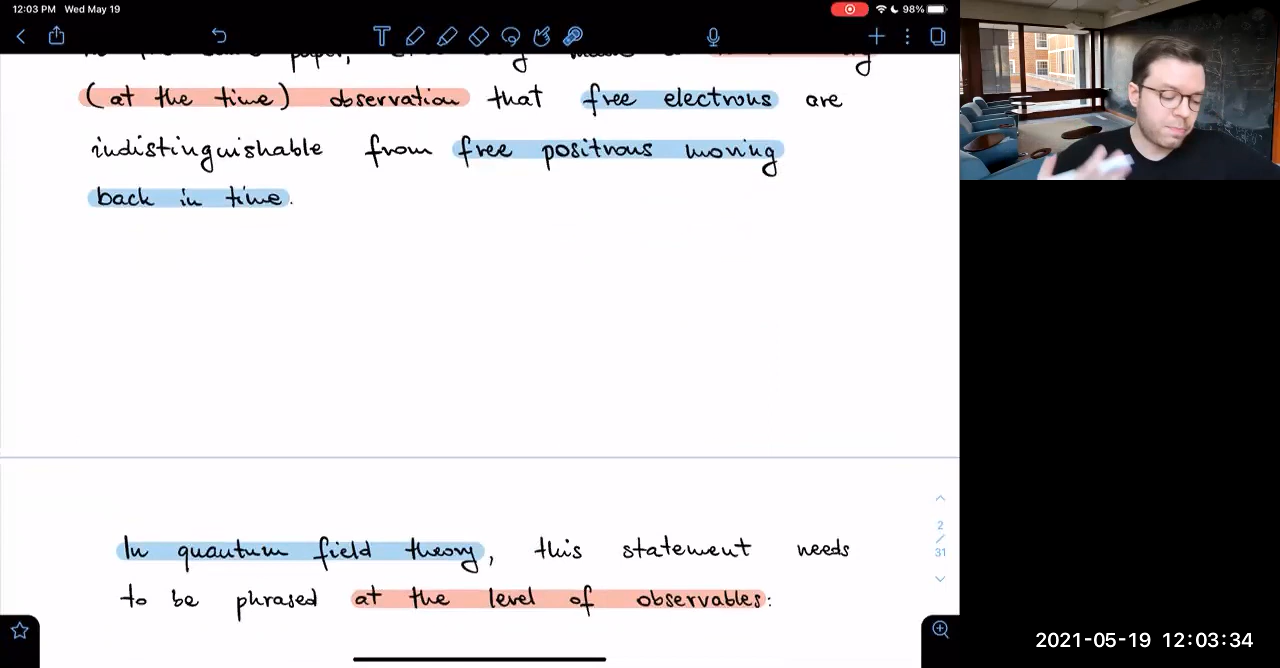 12:03 PM Wed May 19
98%
paper,
(at the time) observation that free electrons are
indistinguishable from free positrons moving
back in time.
2
/
31
In quantum field theory, this statement needs
to be phrased at the level of observables:
2021-05-19 12:03:34